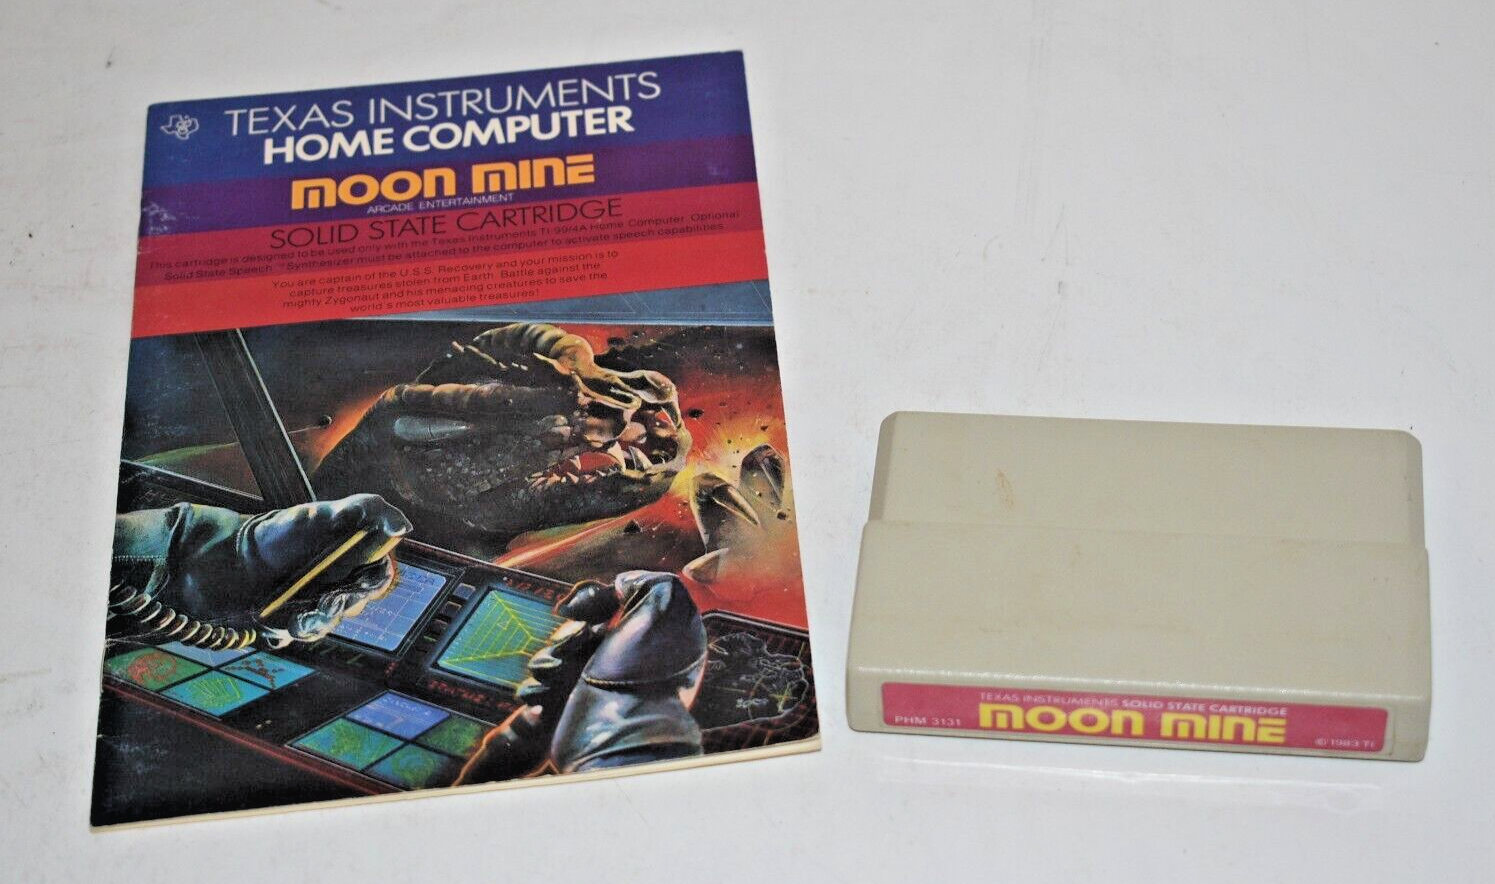 TEXAS INSTRUMENTS
HOME COMPUTER
MOON MINE
ARCADE ENTERTAINMENT
SOLID STATE CARTRIDGE
This cartridge is designed to be used only with the Texas Instruments TI-99/4A Home Computer. Optional
Solid State Speech™ Synthesizer must be attached to the computer to activate speech capabilities.
You are captain of the U.S.S. Recovery and your mission is to
capture treasures stolen from Earth. Battle against the
mighty Zygonaut and his menacing creatures to save the
world's most valuable treasures!
TEXAS INSTRUMENTS SOLID STATE CARTRIDGE
PHM 3131
MOON MINE
© 1983 TI